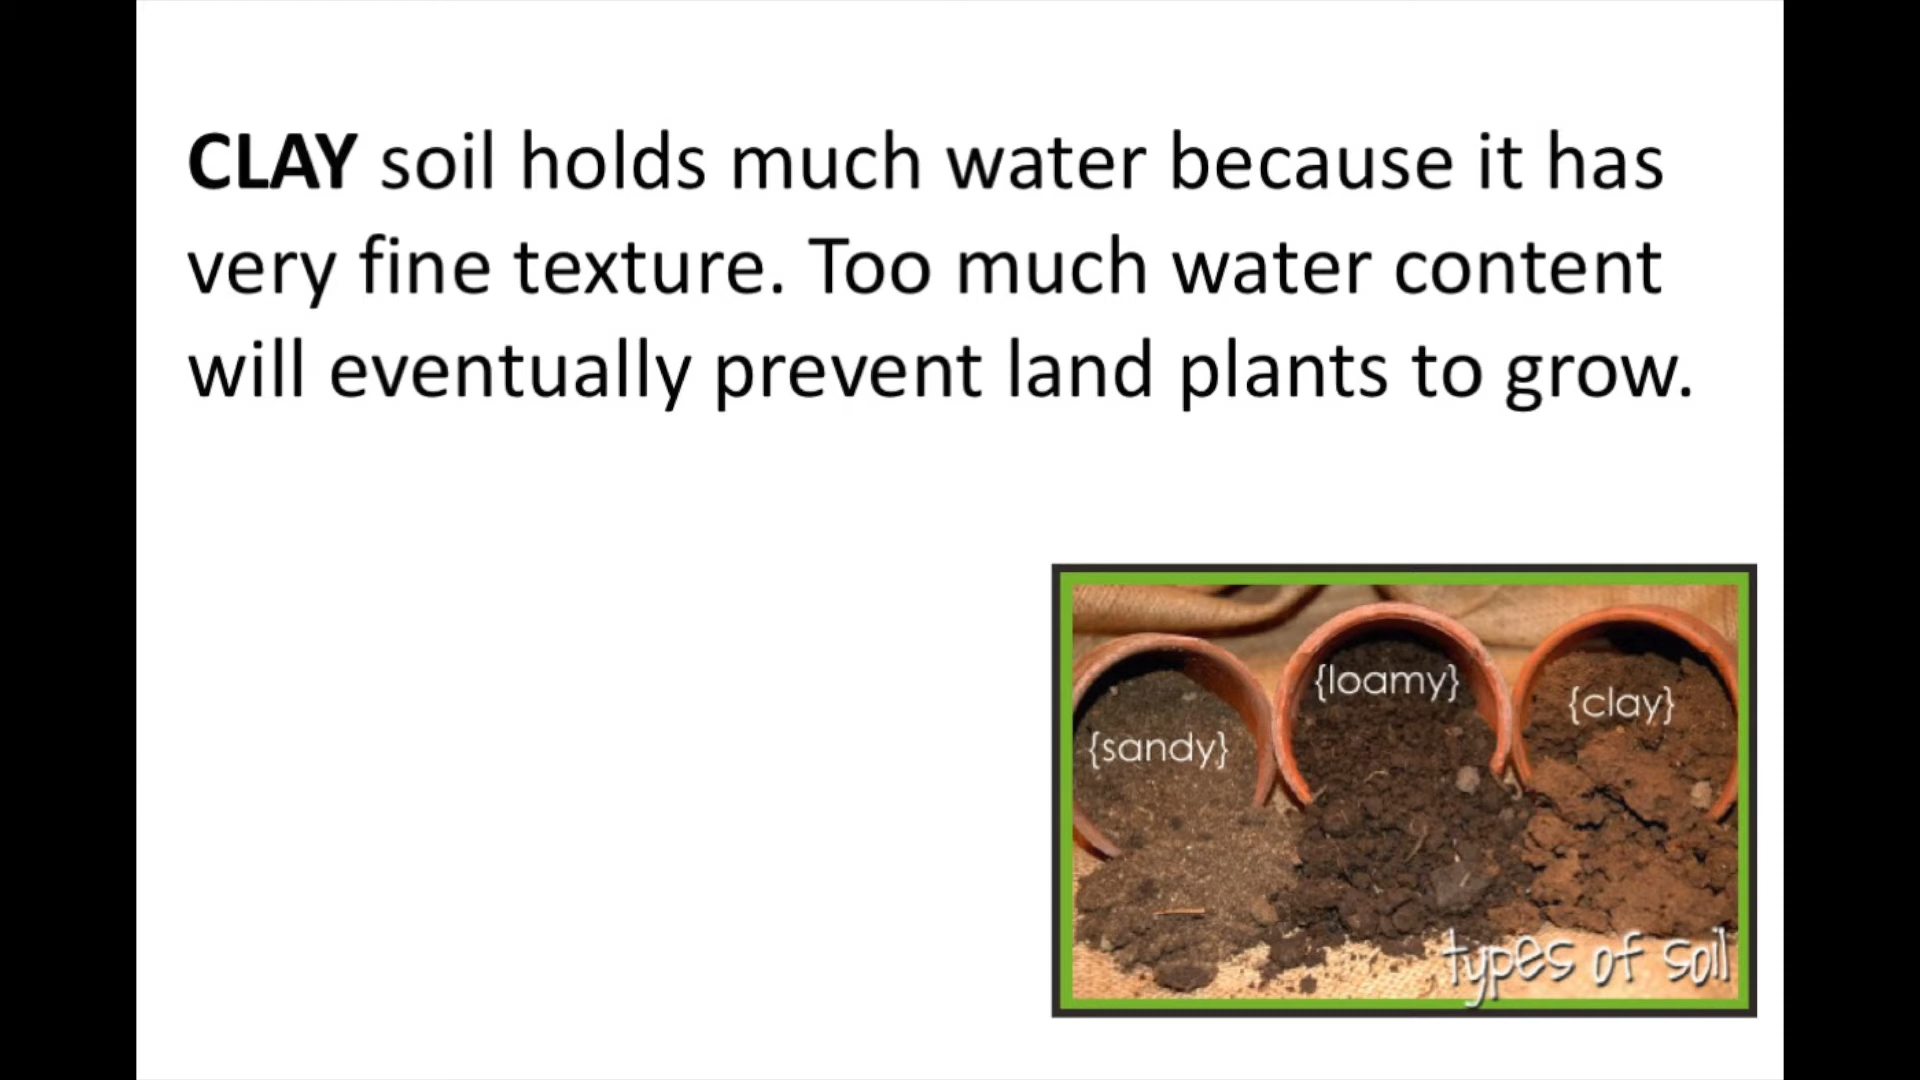 CLAY soil holds much water because it has
very fine texture. Too much water content
will eventually prevent land plants to grow.
{sandy}
{loamy}
{clay}
types of soil